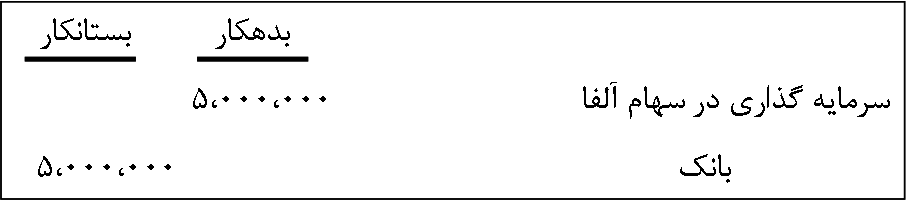 بدهکار بستانکار
سرمایه گذاری در سهام آلفا ۵،۰۰۰،۰۰۰
بانک ۵،۰۰۰،۰۰۰